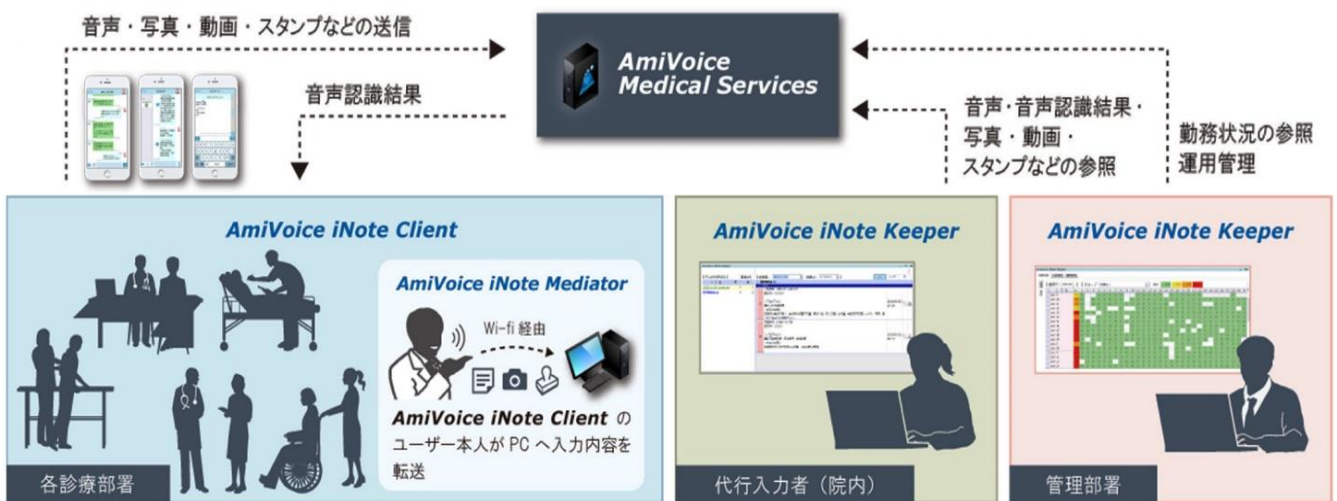 音声・写真・動画・スタンプなどの送信
音声認識結果
AmiVoice
Medical Services
音声・音声認識結果・
写真・動画・
スタンプなどの参照
勤務状況の参照
運用管理
AmiVoice iNote Client
AmiVoice iNote Mediator
Wi-fi 経由
AmiVoice iNote Client の
ユーザー本人が PC へ入力内容を
転送
各診療部署
AmiVoice iNote Keeper
代行入力者（院内）
AmiVoice iNote Keeper
管理部署